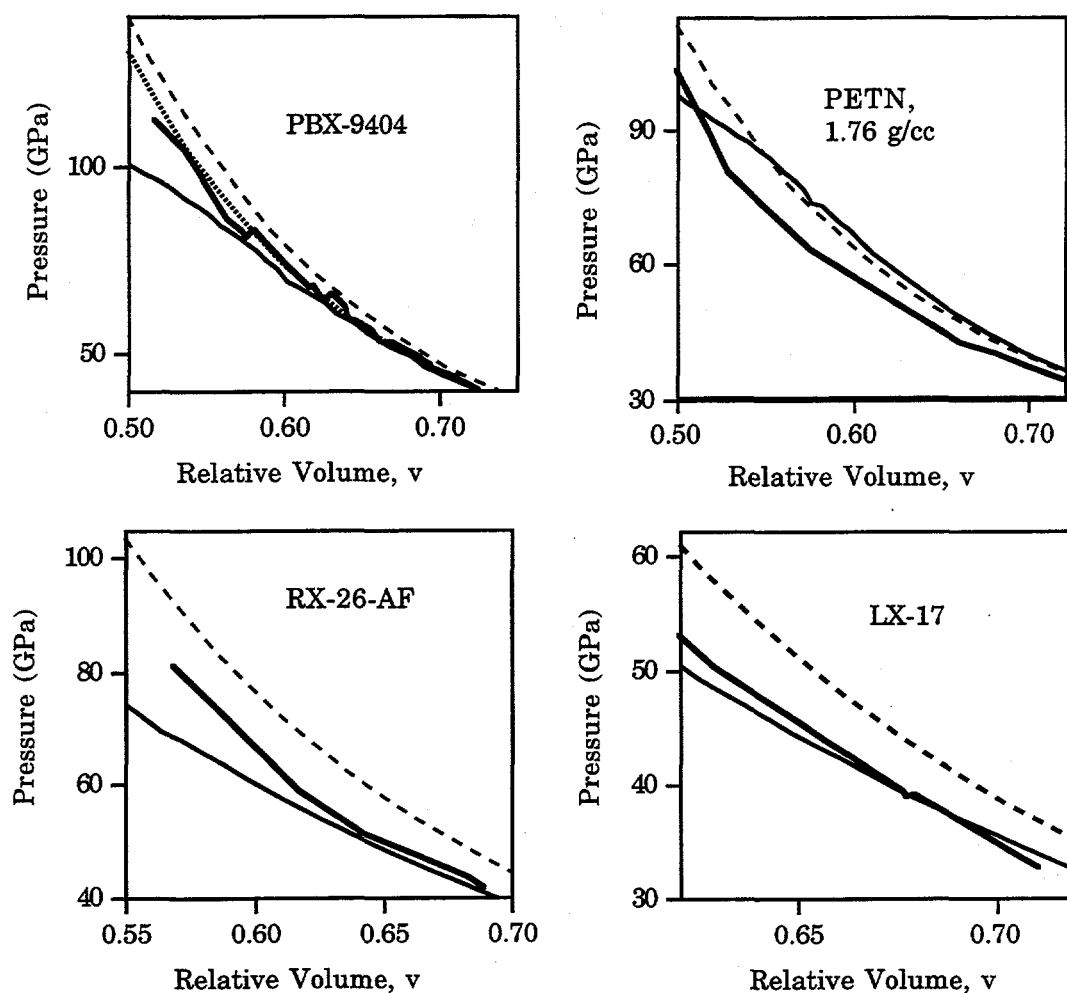 Pressure (GPa)
100
50
PBX-9404
0.50 0.60 0.70
Relative Volume, v
Pressure (GPa)
90
60
30
PETN,
1.76 g/cc
0.50 0.60 0.70
Relative Volume, v
Pressure (GPa)
100
80
60
40
RX-26-AF
0.55 0.60 0.65 0.70
Relative Volume, v
Pressure (GPa)
60
50
40
30
LX-17
0.65 0.70
Relative Volume, v